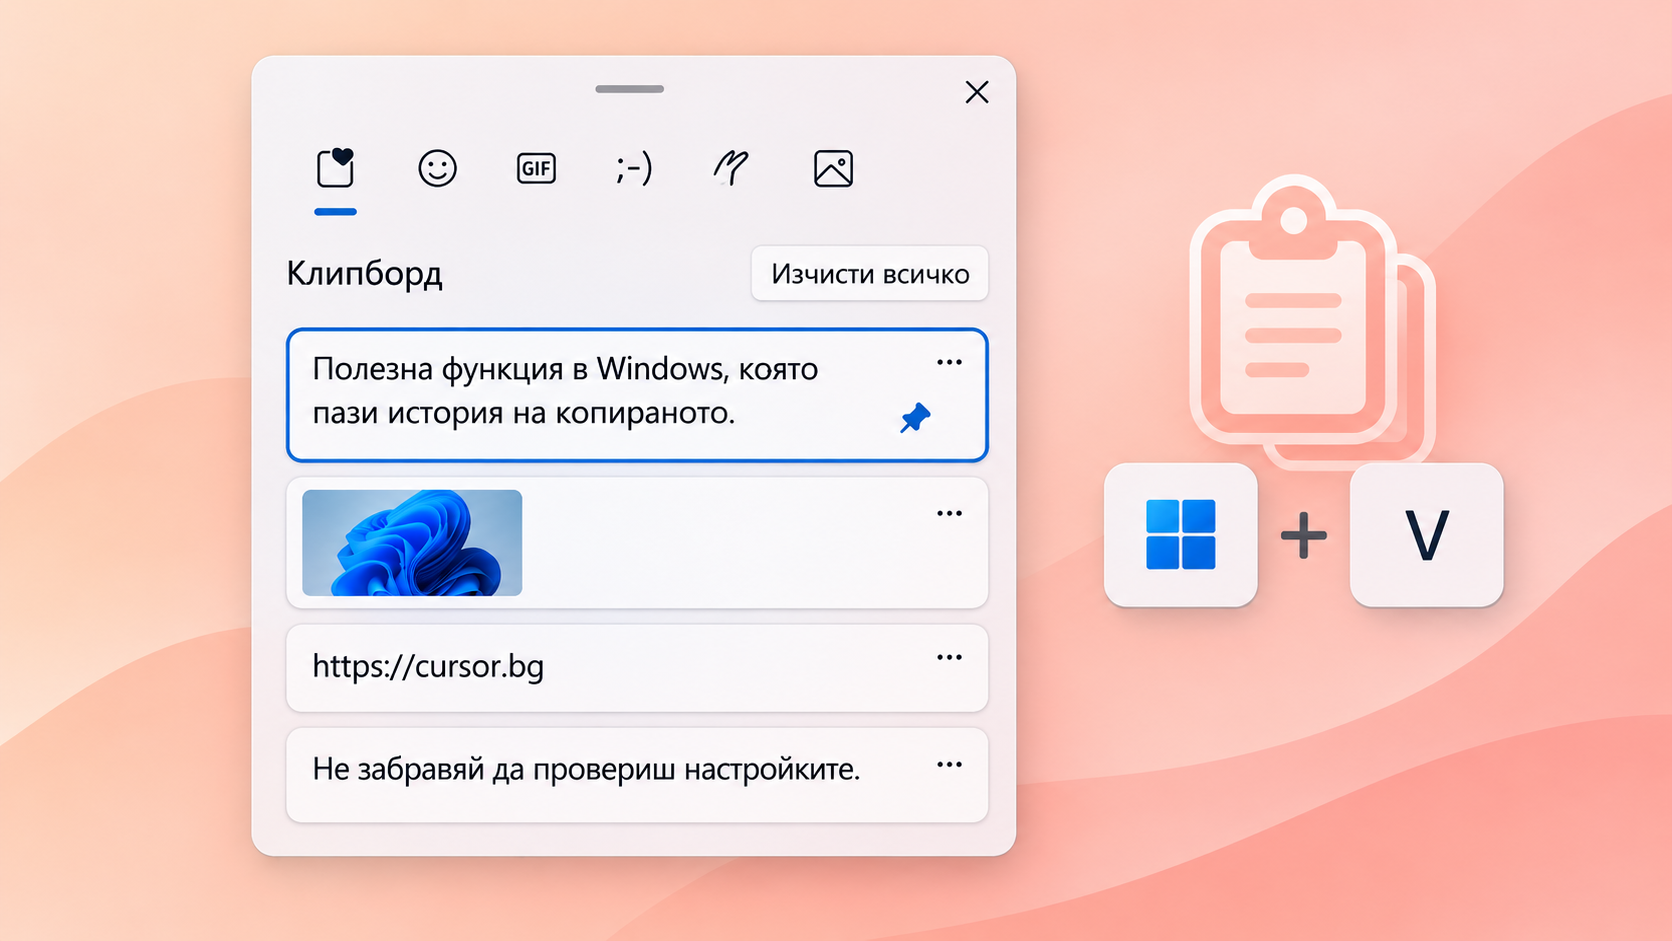 GIF
;-)
Клипборд
Изчисти всичко
Полезна функция в Windows, която
пази история на копираното.
https://cursor.bg
Не забравяй да провериш настройките.
+
V